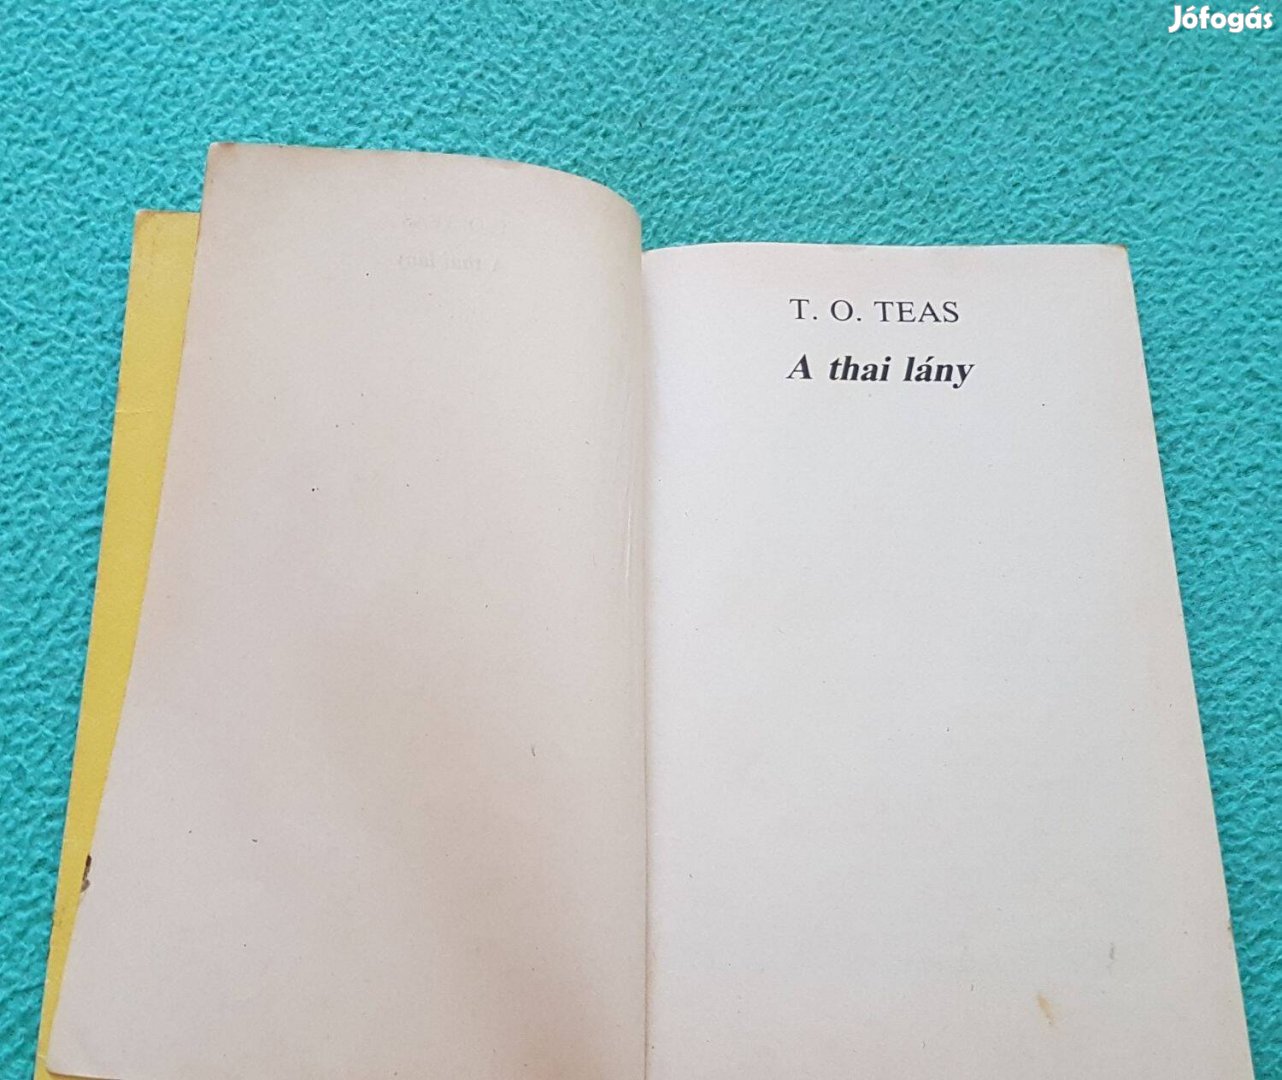 Jófogás
T. O. TEAS
A thai lány